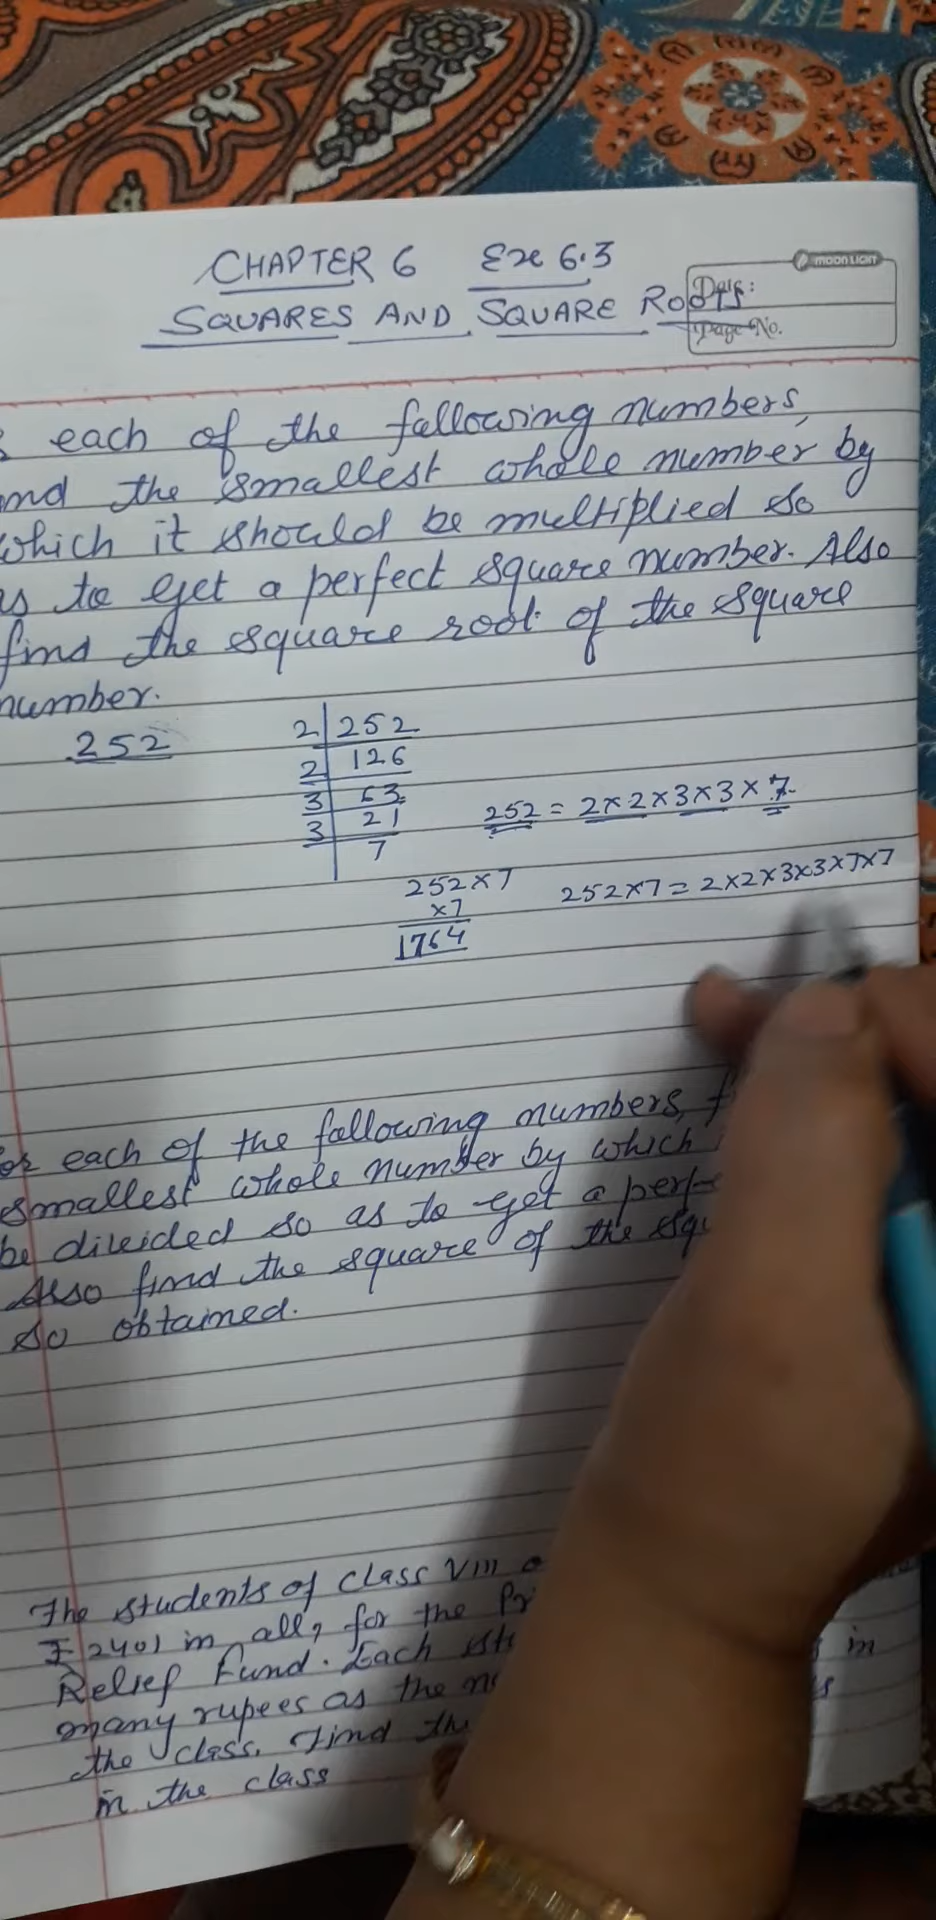 CHAPTER 6 Ex 6.3
MOONLIGHT
SQUARES AND SQUARE ROOTS
Date:
Page No.
each of the following numbers,
the smallest whole number by
which it should be multiplied so
to get a perfect square number. Also
find the square root of the square
number.
252
2 252
2 126
3 63
3 21
7
252 = 2×2×3×3×7
252×7
×7
1764
252×7 = 2×2×3×3×7×7
each of the following numbers,
smallest whole number by which
be divided so as to get a
Also find the square of the
so obtained.
The students of class VIII
₹ 2401 in all, for the
Relief Fund. Each in
many rupees as the
the class. Find
in the class